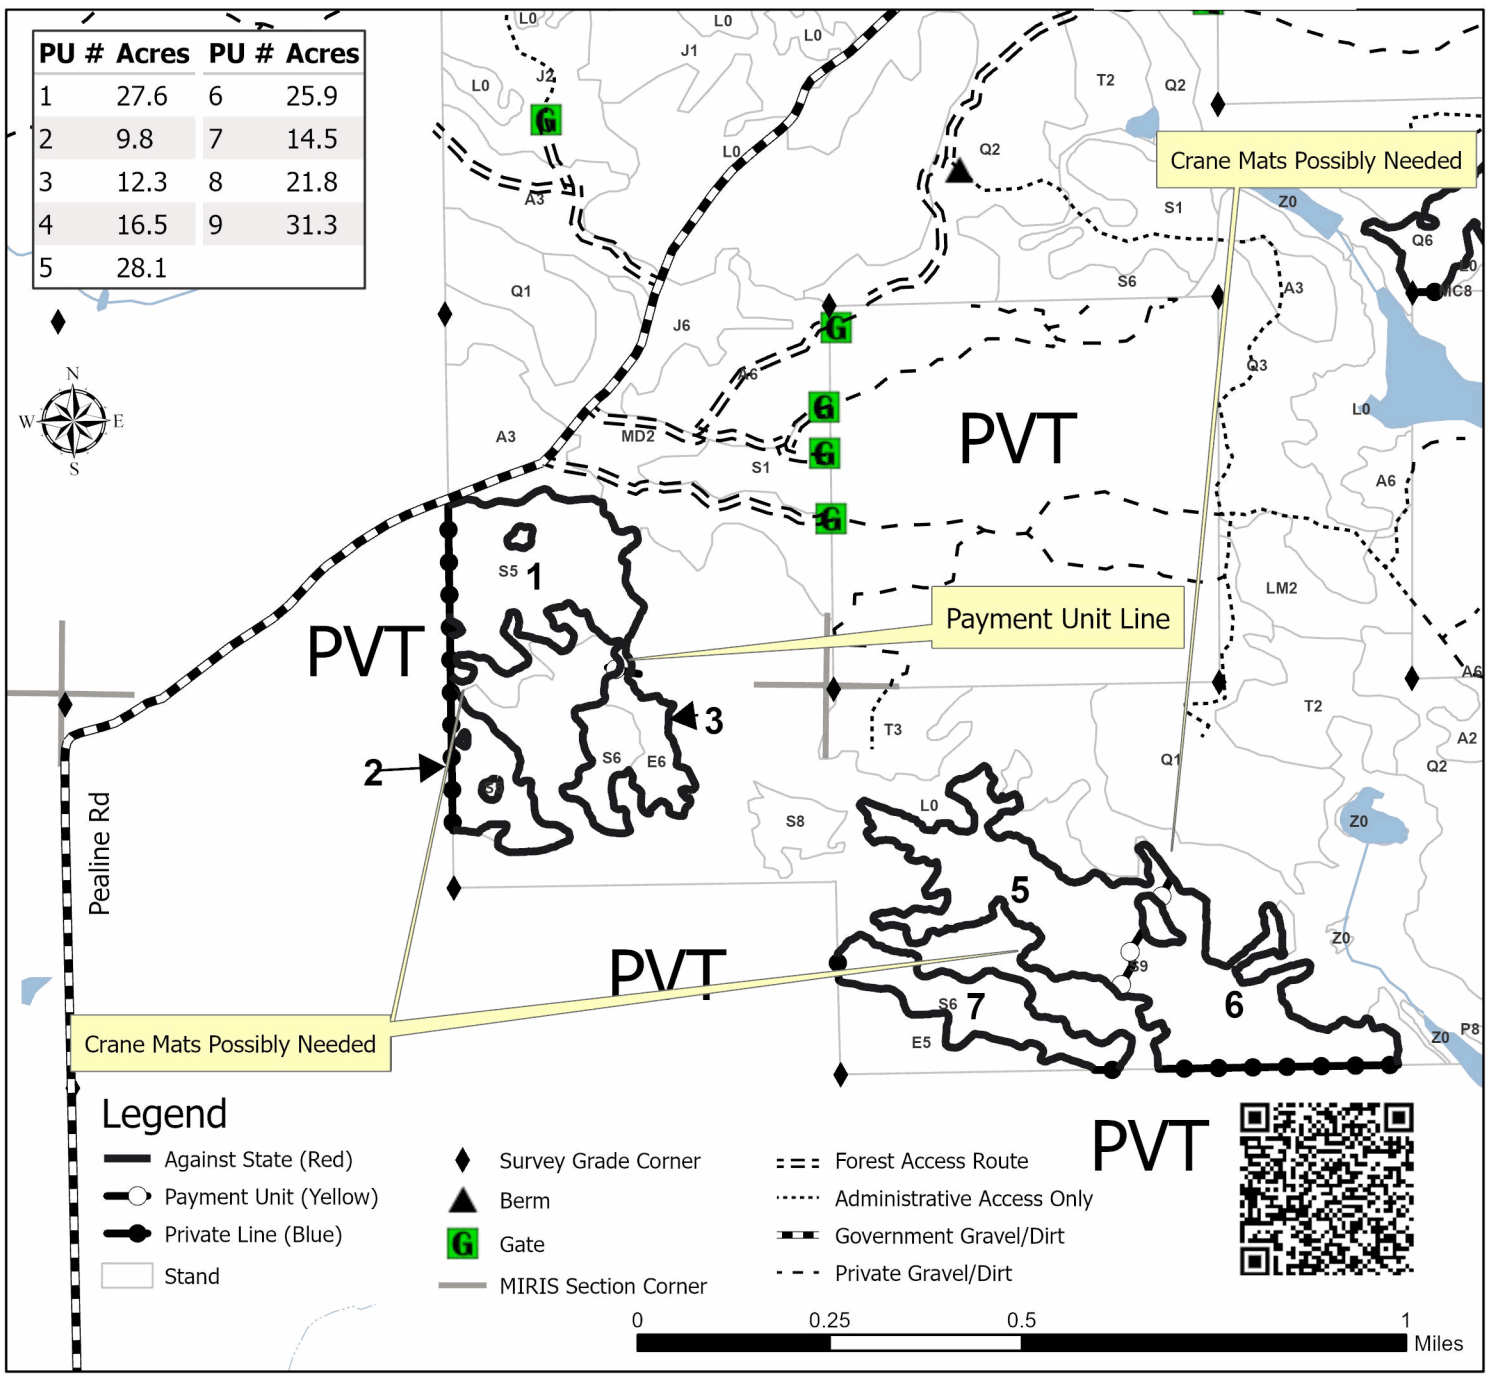 PU # Acres PU # Acres
1 27.6 6 25.9
2 9.8 7 14.5
3 12.3 8 21.8
4 16.5 9 31.3
5 28.1
L0
L0
L0
J1
J2
L0
G
L0
A3
T2
Q2
Q2
Crane Mats Possibly Needed
S1
Z0
Q6
L0
MC8
Q1
J6
S6
A3
G
A6
Q3
G
PVT
L0
N
W E
S
A3
MD2
G
S1
A6
G
S5
1
LM2
Payment Unit Line
PVT
A6
T2
3
T3
A2
S6
E6
Q1
Q2
2
Pealine Rd
L0
S8
Z0
5
Z0
PVT
S9
S6
7
6
E5
Z0
P8
Crane Mats Possibly Needed
PVT
Legend
Against State (Red)
Payment Unit (Yellow)
Private Line (Blue)
Stand
Survey Grade Corner
Berm
G Gate
MIRIS Section Corner
Forest Access Route
Administrative Access Only
Government Gravel/Dirt
Private Gravel/Dirt
0 0.25 0.5 1
Miles